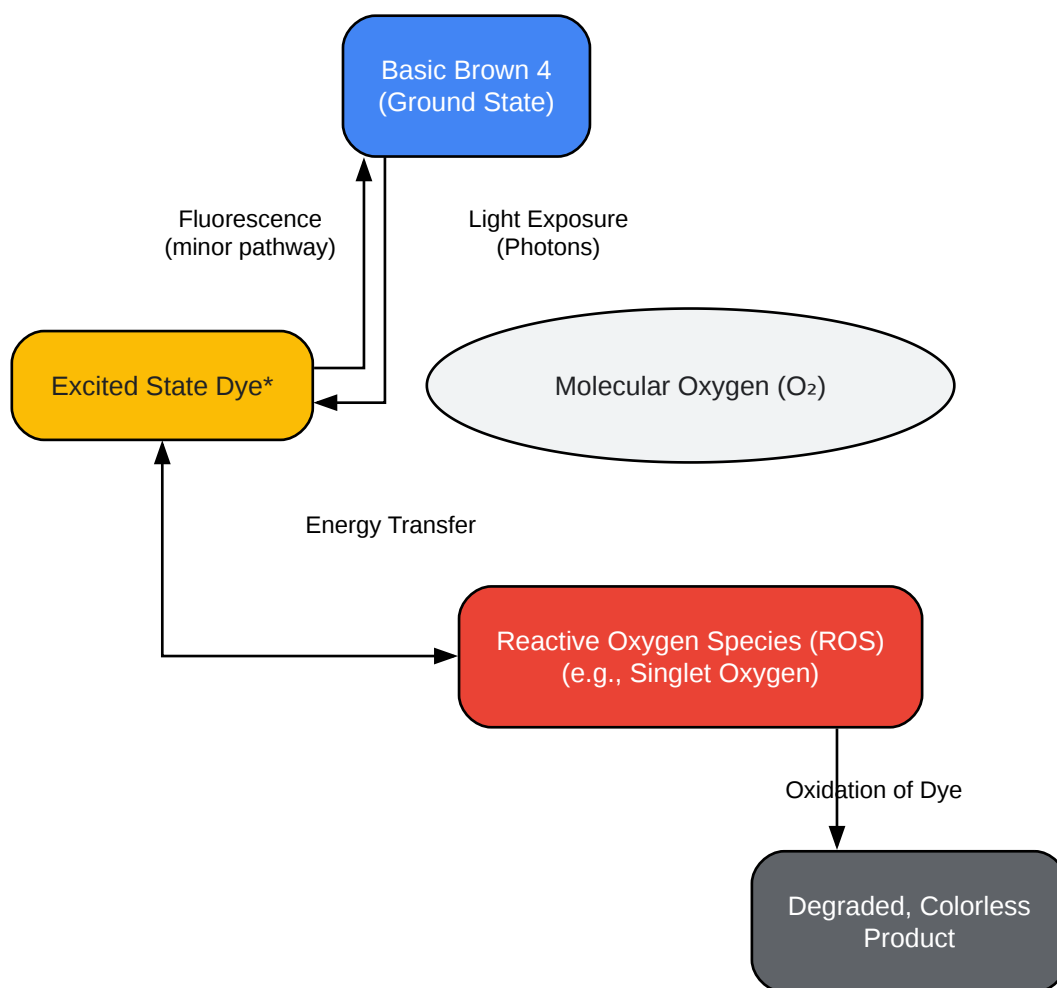 Basic Brown 4
(Ground State)
Fluorescence
(minor pathway)
Light Exposure
(Photons)
Excited State Dye*
Molecular Oxygen (O₂)
Energy Transfer
Reactive Oxygen Species (ROS)
(e.g., Singlet Oxygen)
Oxidation of Dye
Degraded, Colorless
Product